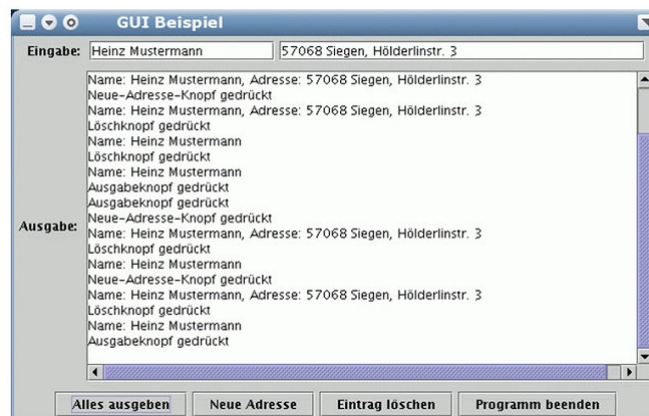 GUI Beispiel
Eingabe: Heinz Mustermann 57068 Siegen, Hölderlinstr. 3
Name: Heinz Mustermann, Adresse: 57068 Siegen, Hölderlinstr. 3
Neue-Adresse-Knopf gedrückt
Name: Heinz Mustermann, Adresse: 57068 Siegen, Hölderlinstr. 3
Löschknopf gedrückt
Name: Heinz Mustermann
Löschknopf gedrückt
Name: Heinz Mustermann
Ausgabeknopf gedrückt
Ausgabeknopf gedrückt
Neue-Adresse-Knopf gedrückt
Ausgabe: Name: Heinz Mustermann, Adresse: 57068 Siegen, Hölderlinstr. 3
Löschknopf gedrückt
Name: Heinz Mustermann
Neue-Adresse-Knopf gedrückt
Name: Heinz Mustermann, Adresse: 57068 Siegen, Hölderlinstr. 3
Löschknopf gedrückt
Name: Heinz Mustermann
Ausgabeknopf gedrückt
Alles ausgeben Neue Adresse Eintrag löschen Programm beenden